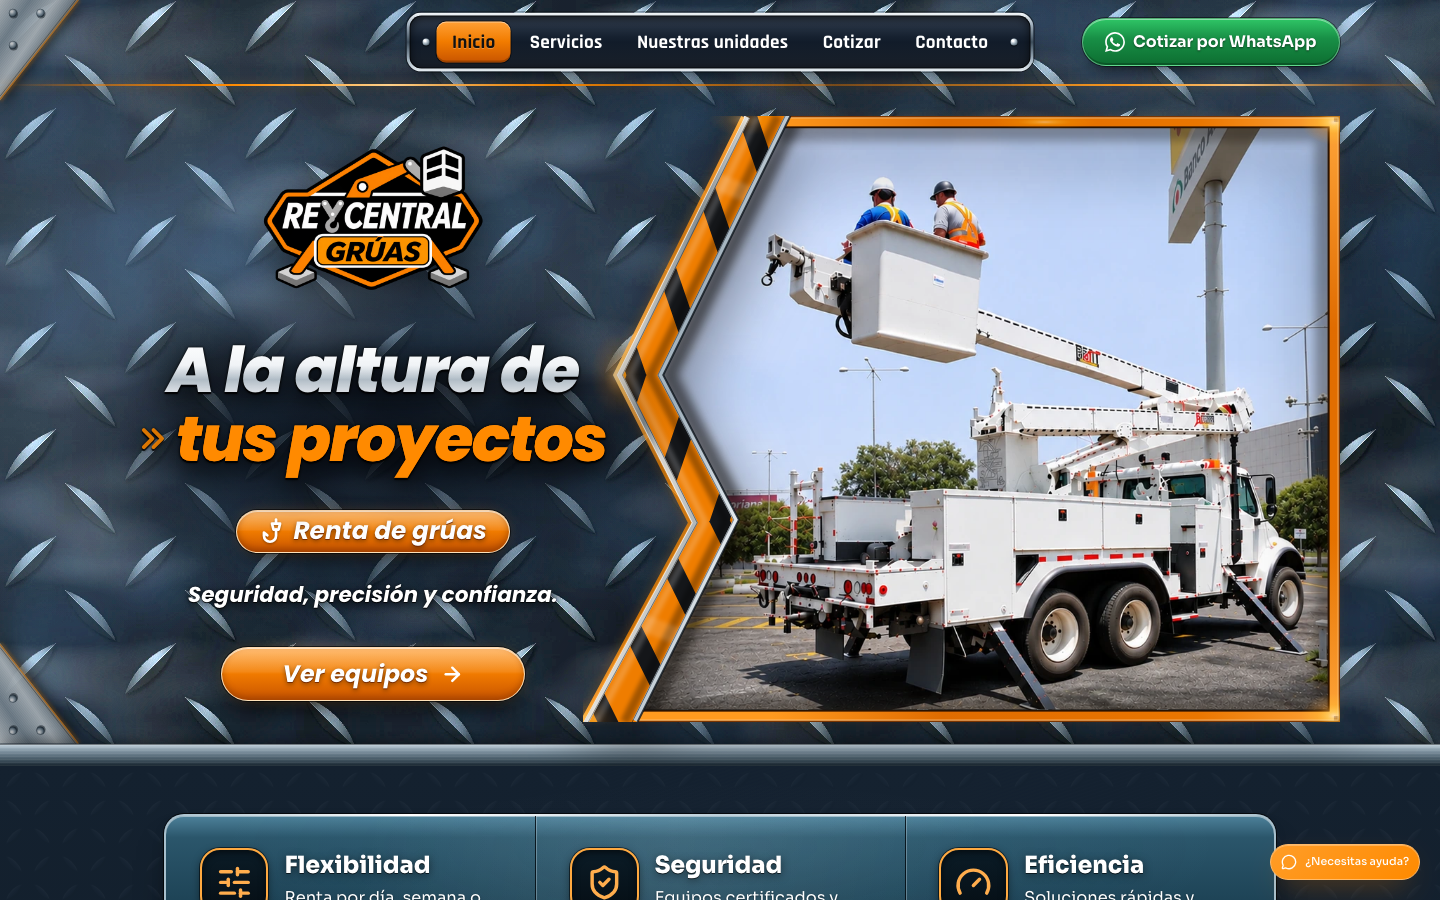 Inicio
Servicios
Nuestras unidades
Cotizar
Contacto
Cotizar por WhatsApp
REY CENTRAL
GRÚAS
A la altura de
tus proyectos
Renta de grúas
Seguridad, precisión y confianza.
Ver equipos
Flexibilidad
Renta por día, semana o
Seguridad
Equipos certificados y
Eficiencia
Soluciones rápidas y
¿Necesitas ayuda?